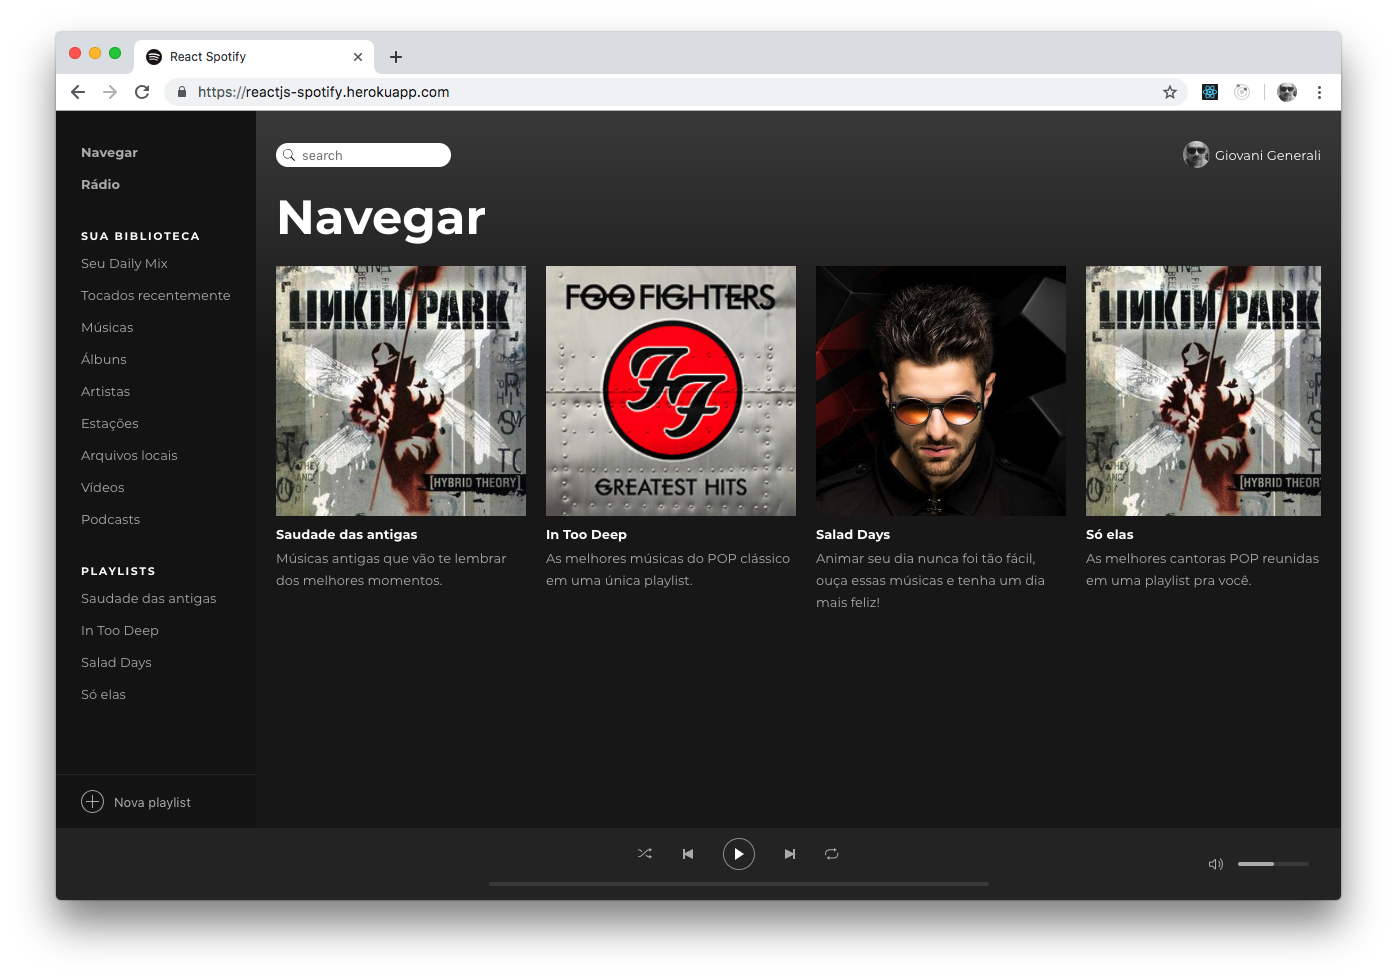 React Spotify
https://reactjs-spotify.herokuapp.com
Navegar
Rádio
SUA BIBLIOTECA
Seu Daily Mix
Tocados recentemente
Músicas
Álbuns
Artistas
Estações
Arquivos locais
Vídeos
Podcasts
PLAYLISTS
Saudade das antigas
In Too Deep
Salad Days
Só elas
Nova playlist
search
Giovani Generali
Navegar
LINKIN PARK
[HYBRID THEORY]
Saudade das antigas
Músicas antigas que vão te lembrar
dos melhores momentos.
FOO FIGHTERS
FF
GREATEST HITS
In Too Deep
As melhores músicas do POP clássico
em uma única playlist.
Salad Days
Animar seu dia nunca foi tão fácil,
ouça essas músicas e tenha um dia
mais feliz!
LINKIN PARK
[HYBRID THEOR
Só elas
As melhores cantoras POP reunidas
em uma playlist pra você.